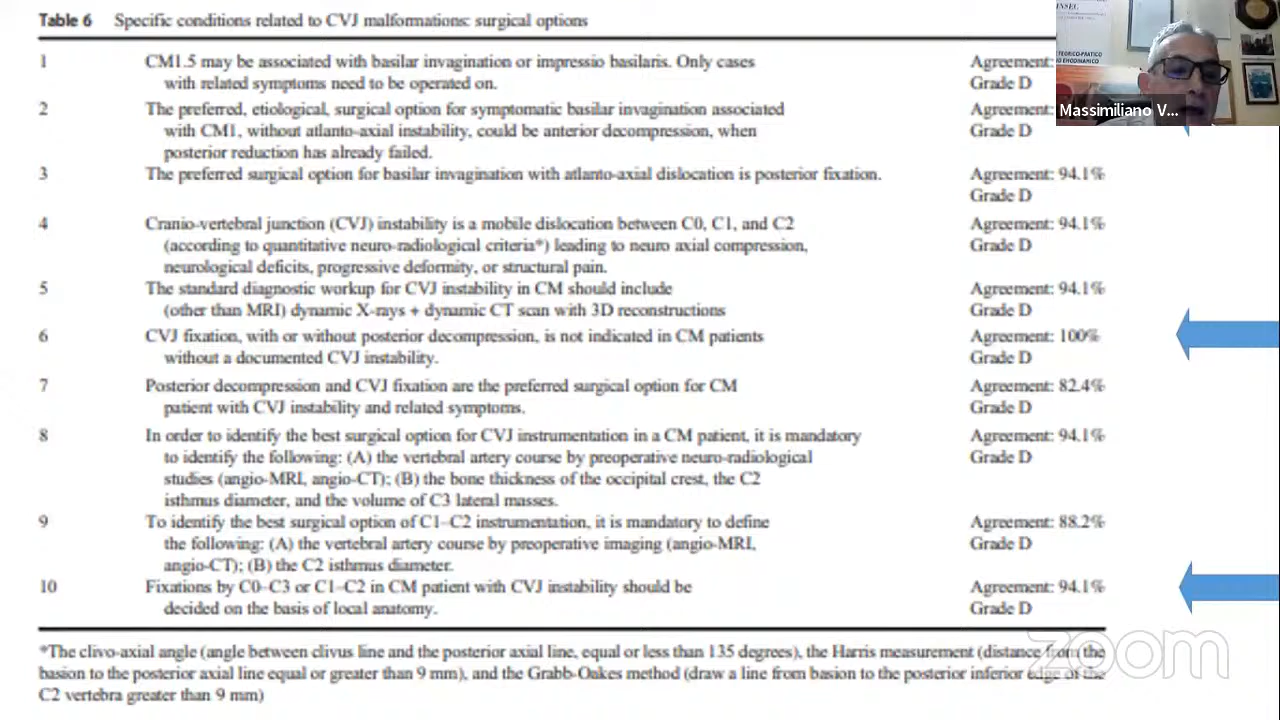 Table 6 Specific conditions related to CVJ malformations: surgical options
1 CM1.5 may be associated with basilar invagination or impressio basilaris. Only cases Agreement:
with related symptoms need to be operated on. Grade D
2 The preferred, etiological, surgical option for symptomatic basilar invagination associated Agreement:
with CM1, without atlanto-axial instability, could be anterior decompression, when Grade D
posterior reduction has already failed.
3 The preferred surgical option for basilar invagination with atlanto-axial dislocation is posterior fixation. Agreement: 94.1%
Grade D
4 Cranio-vertebral junction (CVJ) instability is a mobile dislocation between C0, C1, and C2 Agreement: 94.1%
(according to quantitative neuro-radiological criteria*) leading to neuro axial compression, Grade D
neurological deficits, progressive deformity, or structural pain.
5 The standard diagnostic workup for CVJ instability in CM should include Agreement: 94.1%
(other than MRI) dynamic X-rays + dynamic CT scan with 3D reconstructions Grade D
6 CVJ fixation, with or without posterior decompression, is not indicated in CM patients Agreement: 100%
without a documented CVJ instability. Grade D
7 Posterior decompression and CVJ fixation are the preferred surgical option for CM Agreement: 82.4%
patient with CVJ instability and related symptoms. Grade D
8 In order to identify the best surgical option for CVJ instrumentation in a CM patient, it is mandatory Agreement: 94.1%
to identify the following: (A) the vertebral artery course by preoperative neuro-radiological Grade D
studies (angio-MRI, angio-CT); (B) the bone thickness of the occipital crest, the C2
isthmus diameter, and the volume of C3 lateral masses.
9 To identify the best surgical option of C1–C2 instrumentation, it is mandatory to define Agreement: 88.2%
the following: (A) the vertebral artery course by preoperative imaging (angio-MRI, Grade D
angio-CT); (B) the C2 isthmus diameter.
10 Fixations by C0–C3 or C1–C2 in CM patient with CVJ instability should be Agreement: 94.1%
decided on the basis of local anatomy. Grade D
*The clivo-axial angle (angle between clivus line and the posterior axial line, equal or less than 135 degrees), the Harris measurement (distance from the
basion to the posterior axial line equal or greater than 9 mm), and the Grabb-Oakes method (draw a line from basion to the posterior inferior edge of the
C2 vertebra greater than 9 mm)
Massimiliano V...
zoom